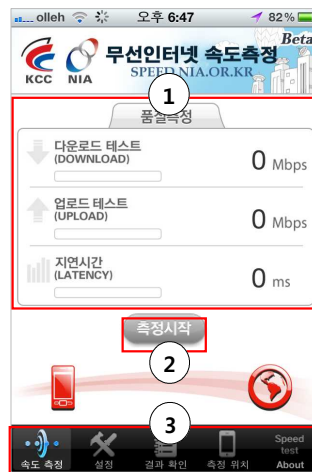 olleh 오후 6:47 82%
Beta
KCC NIA 무선인터넷 속도측정
SPEED.NIA.OR.KR
1
품질측정
다운로드 테스트
(DOWNLOAD)
0 Mbps
업로드 테스트
(UPLOAD)
0 Mbps
지연시간
(LATENCY)
0 ms
측정시작
2
3
Speed
test
속도 측정 설정 결과 확인 측정 위치 About